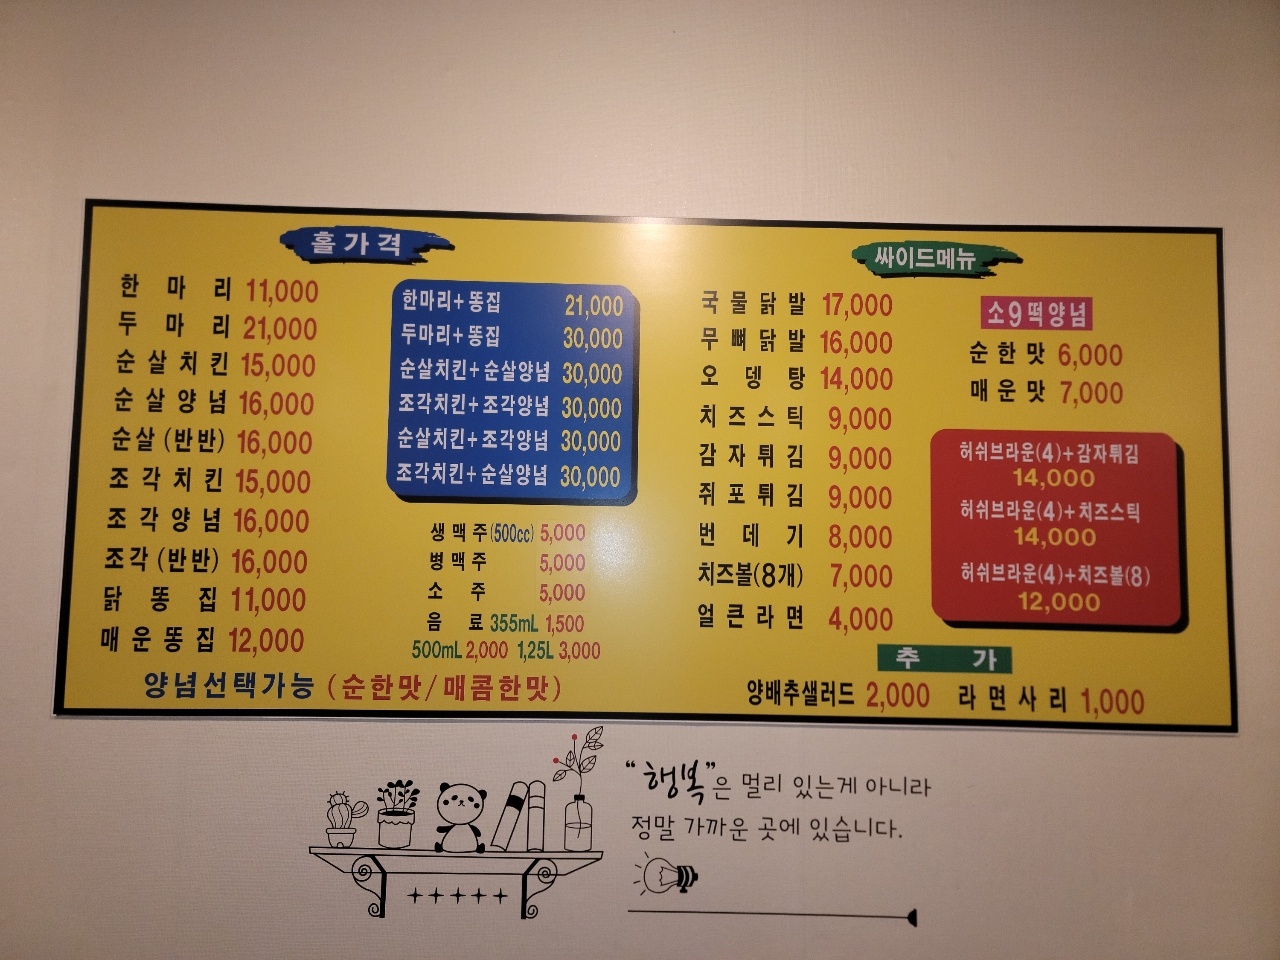 홀가격
한마리 11,000
두마리 21,000
순살치킨 15,000
순살양념 16,000
순살(반반) 16,000
조각치킨 15,000
조각양념 16,000
조각(반반) 16,000
닭똥집 11,000
매운똥집 12,000
한마리+똥집 21,000
두마리+똥집 30,000
순살치킨+순살양념 30,000
조각치킨+조각양념 30,000
순살치킨+조각양념 30,000
조각치킨+순살양념 30,000
생맥주(500cc) 5,000
병맥주 5,000
소주 5,000
음료 355mL 1,500
500mL 2,000 1,25L 3,000
양념선택가능 (순한맛/매콤한맛)
싸이드메뉴
국물닭발 17,000
무뼈닭발 16,000
오뎅탕 14,000
치즈스틱 9,000
감자튀김 9,000
쥐포튀김 9,000
번데기 8,000
치즈볼(8개) 7,000
얼큰라면 4,000
소9떡양념
순한맛 6,000
매운맛 7,000
허쉬브라운(4)+감자튀김
14,000
허쉬브라운(4)+치즈스틱
14,000
허쉬브라운(4)+치즈볼(8)
12,000
추가
양배추샐러드 2,000 라면사리 1,000
"행복"은 멀리 있는게 아니라
정말 가까운 곳에 있습니다.